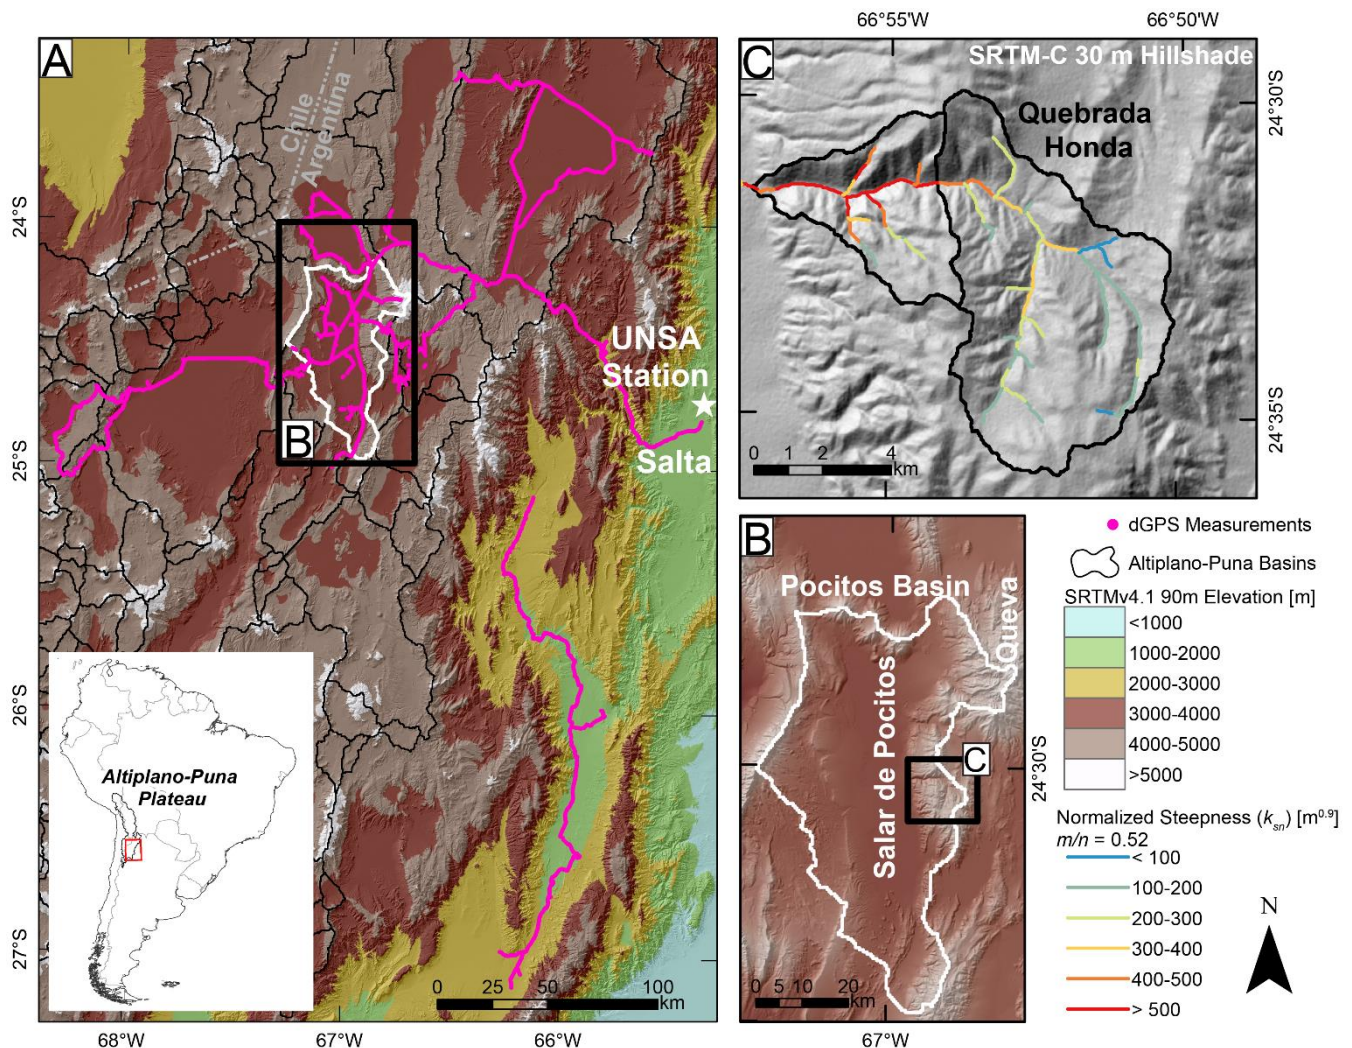 A
Chile
Argentina
24°S
25°S
26°S
27°S
68°W
67°W
66°W
B
UNSA
Station
Salta
0 25 50 100
km
Altiplano-Puna
Plateau
66°55'W
66°50'W
C
SRTM-C 30 m Hillshade
Quebrada
Honda
24°30'S
24°35'S
0 1 2 4
km
B
Pocitos Basin
Queva
Salar de Pocitos
C
24°30'S
0 5 10 20
km
67°W
dGPS Measurements
Altiplano-Puna Basins
SRTMv4.1 90m Elevation [m]
<1000
1000-2000
2000-3000
3000-4000
4000-5000
>5000
Normalized Steepness (ksn) [m0.9]
m/n = 0.52
< 100
100-200
200-300
300-400
400-500
> 500
N